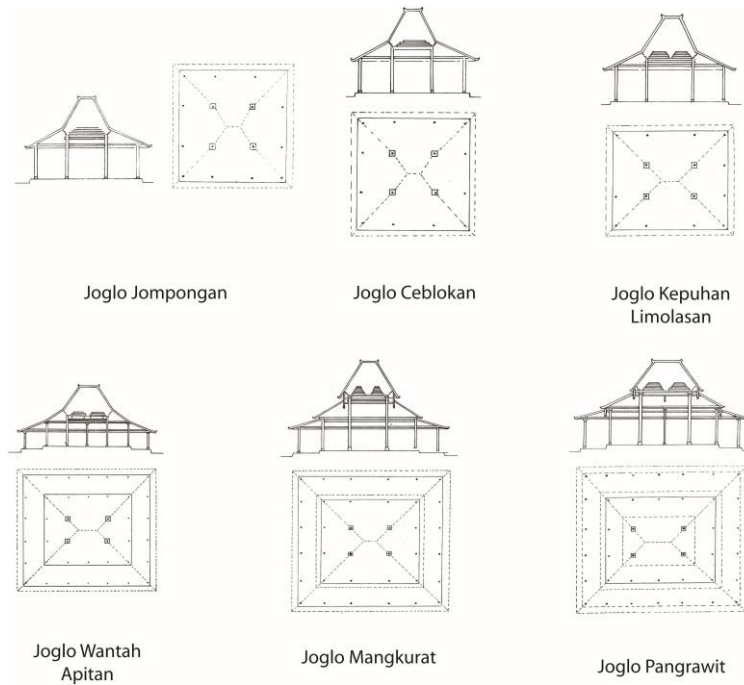 Joglo Jompongan
Joglo Ceblokan
Joglo Kepuhan
Limolasan
Joglo Wantah
Apitan
Joglo Mangkurat
Joglo Pangrawit